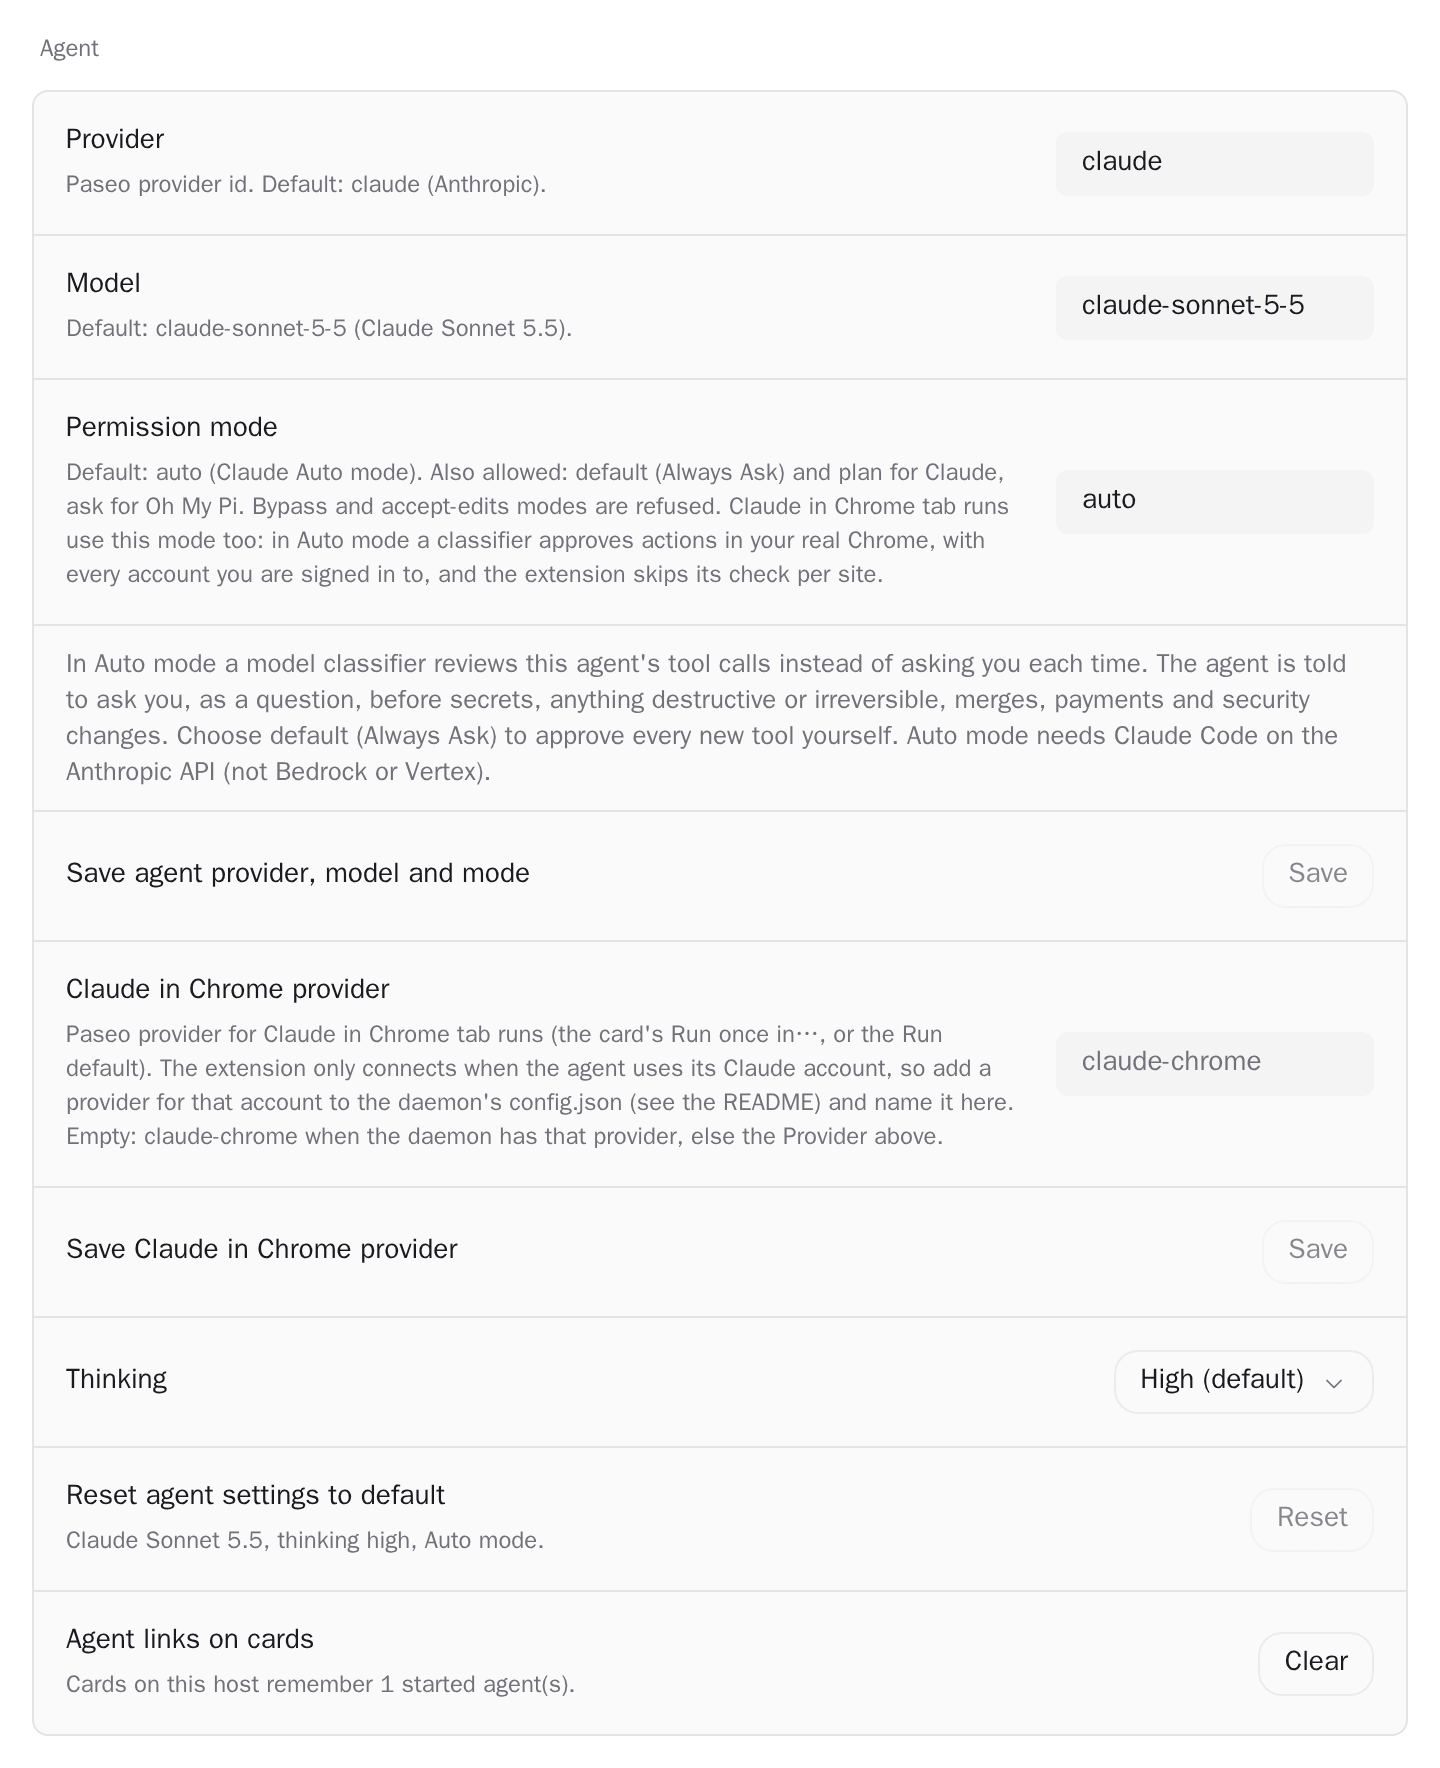 Agent
Provider
Paseo provider id. Default: claude (Anthropic).
claude
Model
Default: claude-sonnet-5-5 (Claude Sonnet 5.5).
claude-sonnet-5-5
Permission mode
Default: auto (Claude Auto mode). Also allowed: default (Always Ask) and plan for Claude,
ask for Oh My Pi. Bypass and accept-edits modes are refused. Claude in Chrome tab runs
use this mode too: in Auto mode a classifier approves actions in your real Chrome, with
every account you are signed in to, and the extension skips its check per site.
auto
In Auto mode a model classifier reviews this agent's tool calls instead of asking you each time. The agent is told
to ask you, as a question, before secrets, anything destructive or irreversible, merges, payments and security
changes. Choose default (Always Ask) to approve every new tool yourself. Auto mode needs Claude Code on the
Anthropic API (not Bedrock or Vertex).
Save agent provider, model and mode
Save
Claude in Chrome provider
Paseo provider for Claude in Chrome tab runs (the card's Run once in⋯, or the Run
default). The extension only connects when the agent uses its Claude account, so add a
provider for that account to the daemon's config.json (see the README) and name it here.
Empty: claude-chrome when the daemon has that provider, else the Provider above.
claude-chrome
Save Claude in Chrome provider
Save
Thinking
High (default)
Reset agent settings to default
Claude Sonnet 5.5, thinking high, Auto mode.
Reset
Agent links on cards
Cards on this host remember 1 started agent(s).
Clear